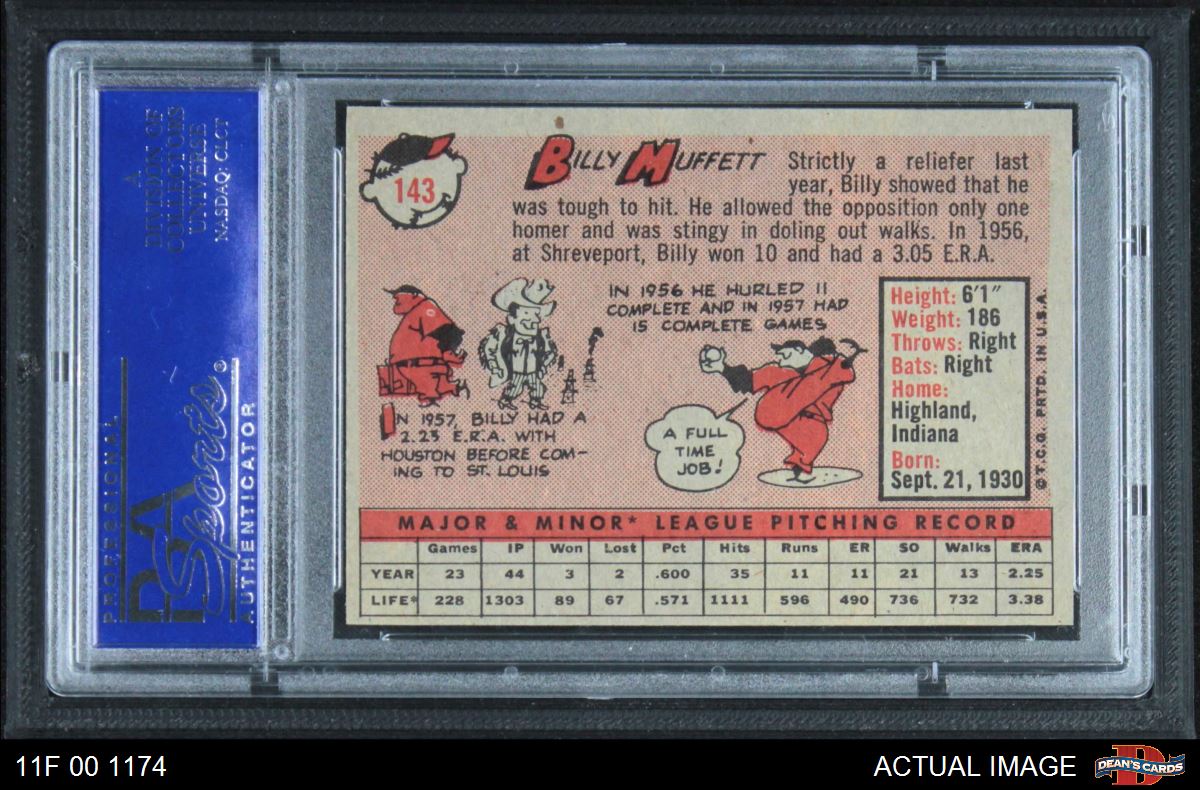 A
DIVISION OF
COLLECTORS
UNIVERSE
NASDAQ: CLCT
PROFESSIONAL
PSA
Sports®
AUTHENTICATOR
143
BILLY MUFFETT
Strictly a reliefer last
year, Billy showed that he
was tough to hit. He allowed the opposition only one
homer and was stingy in doling out walks. In 1956,
at Shreveport, Billy won 10 and had a 3.05 E.R.A.
IN 1957, BILLY HAD A
2.23 E.R.A. WITH
HOUSTON BEFORE COM-
ING TO ST. LOUIS
IN 1956 HE HURLED 11
COMPLETE AND IN 1957 HAD
15 COMPLETE GAMES
A FULL
TIME
JOB!
Height: 6'1"
Weight: 186
Throws: Right
Bats: Right
Home:
Highland,
Indiana
Born:
Sept. 21, 1930
©T.C.G. PRTD. IN U.S.A.
MAJOR & MINOR* LEAGUE PITCHING RECORD
Games IP Won Lost Pct Hits Runs ER SO Walks ERA
YEAR 23 44 3 2 .600 35 11 11 21 13 2.25
LIFE* 228 1303 89 67 .571 1111 596 490 736 732 3.38
11F 00 1174
ACTUAL IMAGE
D
DEAN'S CARDS